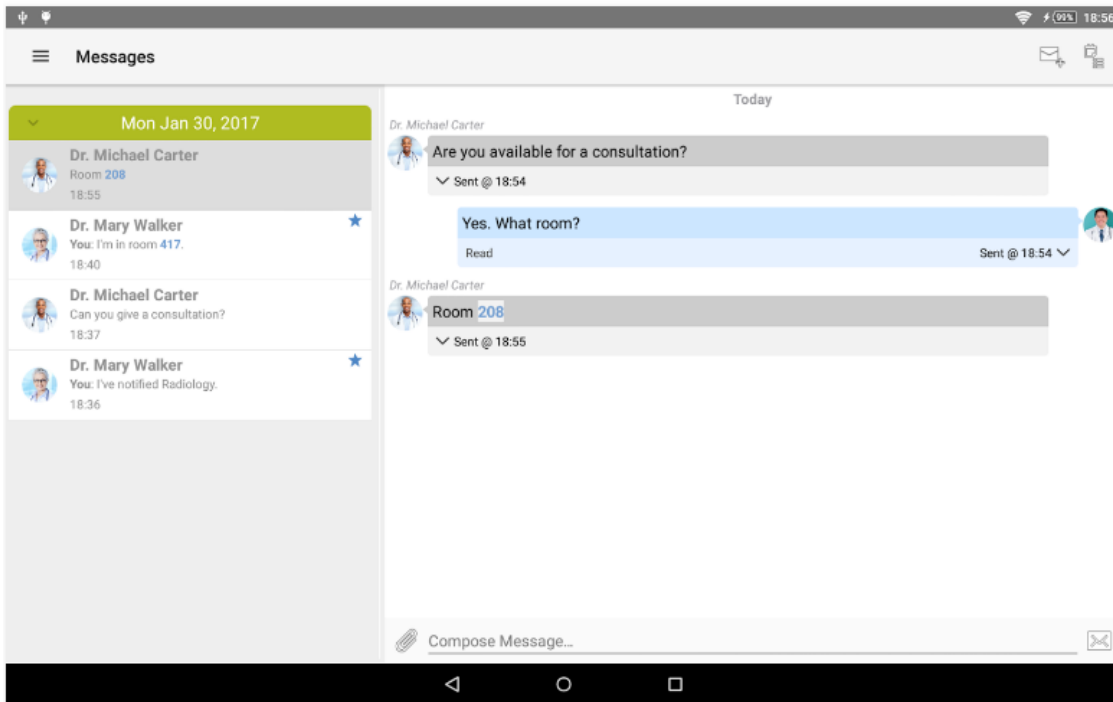 99% 18:56
Messages
Mon Jan 30, 2017
Dr. Michael Carter
Room 208
18:55
Dr. Mary Walker
You: I'm in room 417.
18:40
Dr. Michael Carter
Can you give a consultation?
18:37
Dr. Mary Walker
You: I've notified Radiology.
18:36
Today
Dr. Michael Carter
Are you available for a consultation?
Sent @ 18:54
Yes. What room?
Read Sent @ 18:54
Dr. Michael Carter
Room 208
Sent @ 18:55
Compose Message...